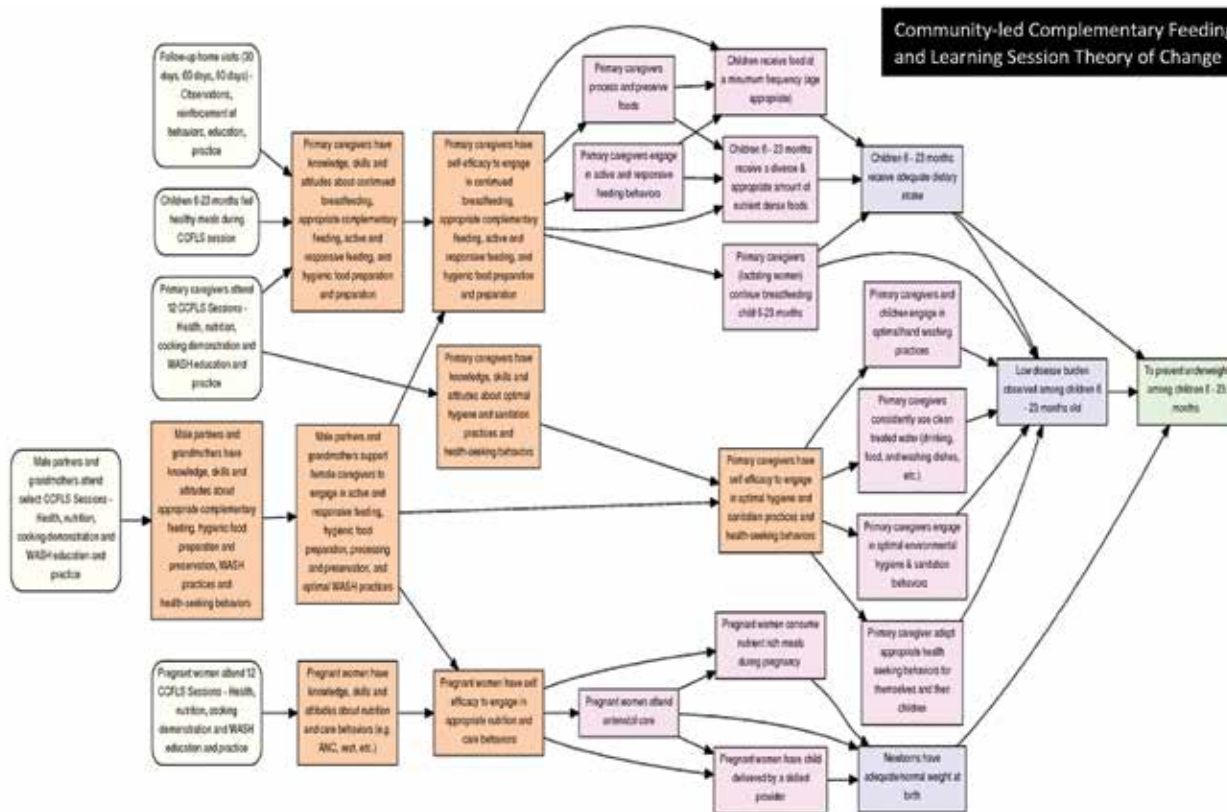 Community-led Complementary Feeding
and Learning Session Theory of Change
Follow-up home visits (30
days, 60 days, 90 days) -
Observations,
reinforcement of
behaviors, education,
practice
Children 6-23 months fed
healthy meals during
CCFLS session
Primary caregivers attend
12 CCFLS Sessions -
Health, nutrition,
cooking demonstration
and WASH education and
practice
Male partners and
grandmothers attend
select CCFLS Sessions -
Health, nutrition,
cooking demonstration and
WASH education and
practice
Pregnant women attend 12
CCFLS Sessions - Health,
nutrition, cooking
demonstration and WASH
education and practice
Primary caregivers have
knowledge, skills and
attitudes about continued
breastfeeding,
appropriate complementary
feeding, active and
responsive feeding, and
hygienic food preparation
and preparation
Male partners and
grandmothers have
knowledge, skills and
attitudes about
appropriate complementary
feeding, hygienic food
preparation and
preservation, WASH
practices and
health-seeking behaviors
Male partners and
grandmothers support
female caregivers to
engage in active and
responsive feeding,
hygienic food
preparation, processing
and preservation, and
optimal WASH practices
Pregnant women have
knowledge, skills and
attitudes about nutrition
and care behaviors (e.g.
ANC, rest, etc.)
Primary caregivers have
self-efficacy to engage
in continued
breastfeeding,
appropriate complementary
feeding, active and
responsive feeding, and
hygienic food preparation
and preparation
Primary caregivers have
knowledge, skills and
attitudes about optimal
hygiene and sanitation
practices and
health-seeking behaviors
Pregnant women have self
efficacy to engage in
appropriate nutrition and
care behaviors
Primary caregivers
process and preserve
foods
Primary caregivers engage
in active and responsive
feeding behaviors
Pregnant women attend
antenatal care
Children receive food at
a minumum frequency (age
appropriate)
Children 6 - 23 months
receive a diverse &
appropriate amount of
nutrient dense foods
Primary caregivers
(lactating women)
continue breastfeeding
child 6-23 months
Primary caregivers have
self efficacy to engage
in optimal hygiene and
sanitation practices and
health-seeking behaviors
Pregnant women consume
nutrient rich meals
during pregnancy
Pregnant women have child
delivered by a skilled
provider
Children 6 - 23 months
receive adequate dietary
intake
Primary caregivers and
children engage in
optimal hand washing
practices
Primary caregivers
consistently use clean
treated water (drinking,
food, and washing dishes,
etc.)
Primary caregivers engage
in optimal environmental
hygiene & sanitation
behaviors
Primary caregiver adopt
appropriate health
seeking behaviors for
themselves and their
children
Newborns have
adequate normal weight at
birth
Low disease burden
observed among children 6
- 23 months old
To prevent underweight
among children 6 - 23
months